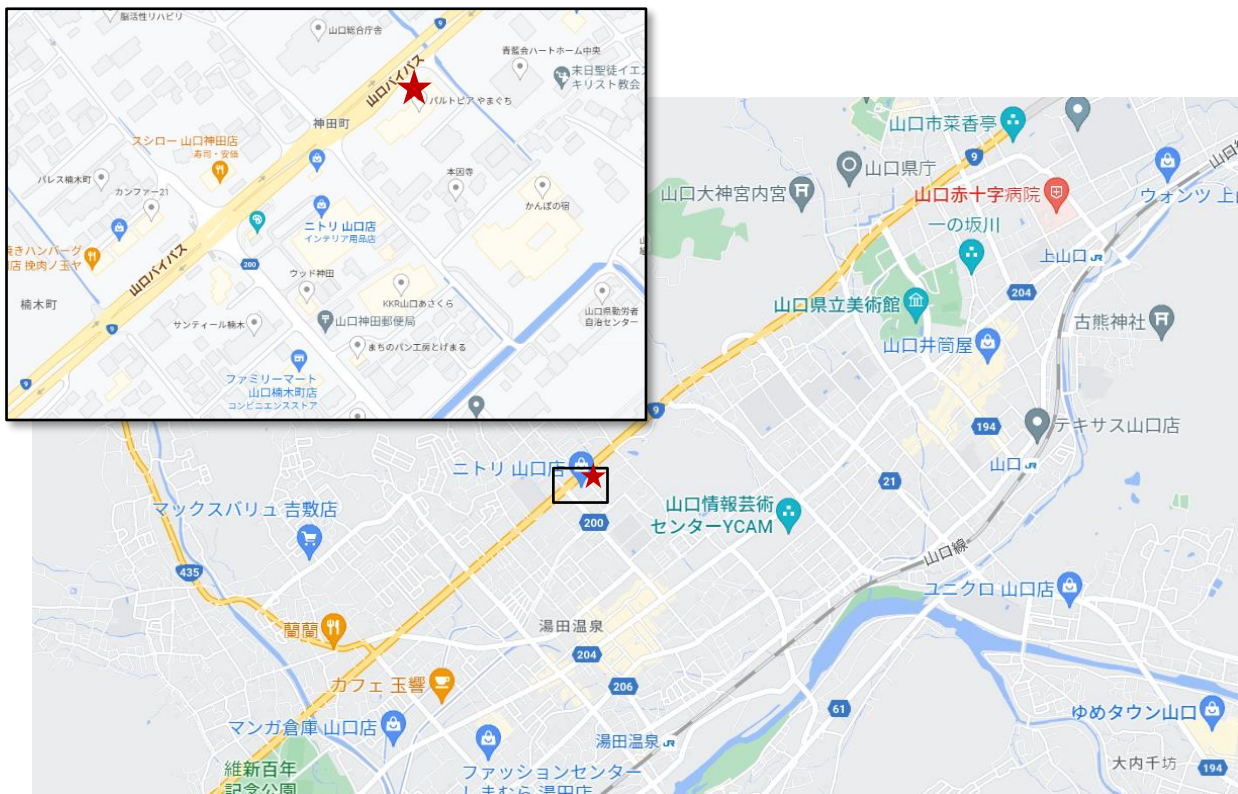 脳活性リハビリ
9
山口総合庁舎
青藍会ハートホーム中央
末日聖徒イエス
キリスト教会
山口バイパス
パルトピア やまぐち
神田町
スシロー 山口神田店
寿司・安価
本因寺
パレス楠木町
カンファー21
かんぽの宿
ニトリ 山口店
インテリア用品店
焼きハンバーグ
店 挽肉ノ玉ヤ
山口バイパス
200
ウッド神田
KKR山口あさくら
楠木町
山口県勤労者
自治センター
サンティール楠木
山口神田郵便局
9
まちのパン工房とげまる
ファミリーマート
山口楠木町店
コンビニエンスストア
9
山口市菜香亭
9
山口県庁
山口線
山口大神宮内宮
山口赤十字病院
ウォンツ 上山
一の坂川
上山口 JR
204
山口県立美術館
古熊神社
山口井筒屋
9
194
テキサス山口店
山口 JR
ニトリ 山口店
21
マックスバリュ 吉敷店
200
山口情報芸術
センターYCAM
山口線
435
ユニクロ 山口店
蘭蘭
湯田温泉
204
カフェ 玉響
206
61
マンガ倉庫 山口店
ゆめタウン山口
湯田温泉 JR
維新百年
記念公園
ファッションセンター
しまむら 湯田店
大内千坊
194